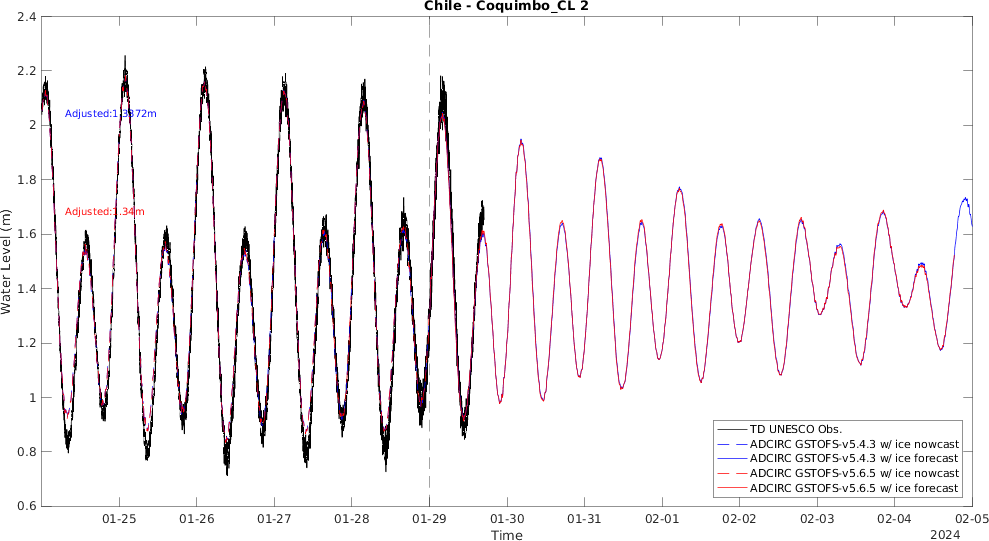 Chile - Coquimbo_CL 2
2.4
2.2
2
1.8
1.6
1.4
1.2
1
0.8
0.6
Water Level (m)
Adjusted:1.3372m
Adjusted:1.34m
TD UNESCO Obs.
ADCIRC GSTOFS-v5.4.3 w/ ice nowcast
ADCIRC GSTOFS-v5.4.3 w/ ice forecast
ADCIRC GSTOFS-v5.6.5 w/ ice nowcast
ADCIRC GSTOFS-v5.6.5 w/ ice forecast
01-25 01-26 01-27 01-28 01-29 01-30 01-31 02-01 02-02 02-03 02-04 02-05
Time
2024